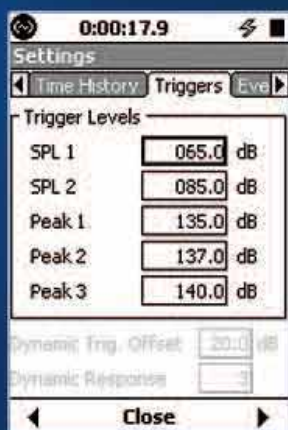 0:00:17.9
Settings
Time History Triggers Eve
Trigger Levels
SPL 1 065.0 dB
SPL 2 085.0 dB
Peak 1 135.0 dB
Peak 2 137.0 dB
Peak 3 140.0 dB
Dynamic Trig. Offset 20.0 dB
Dynamic Response 3
Close